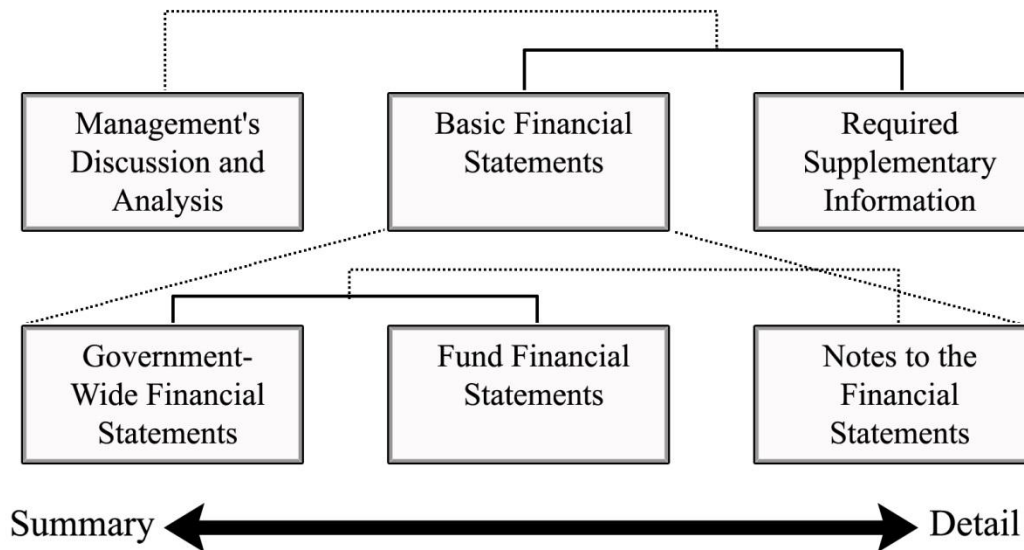 Management's
Discussion and
Analysis
Basic Financial
Statements
Required
Supplementary
Information
Government-
Wide Financial
Statements
Fund Financial
Statements
Notes to the
Financial
Statements
Summary
Detail